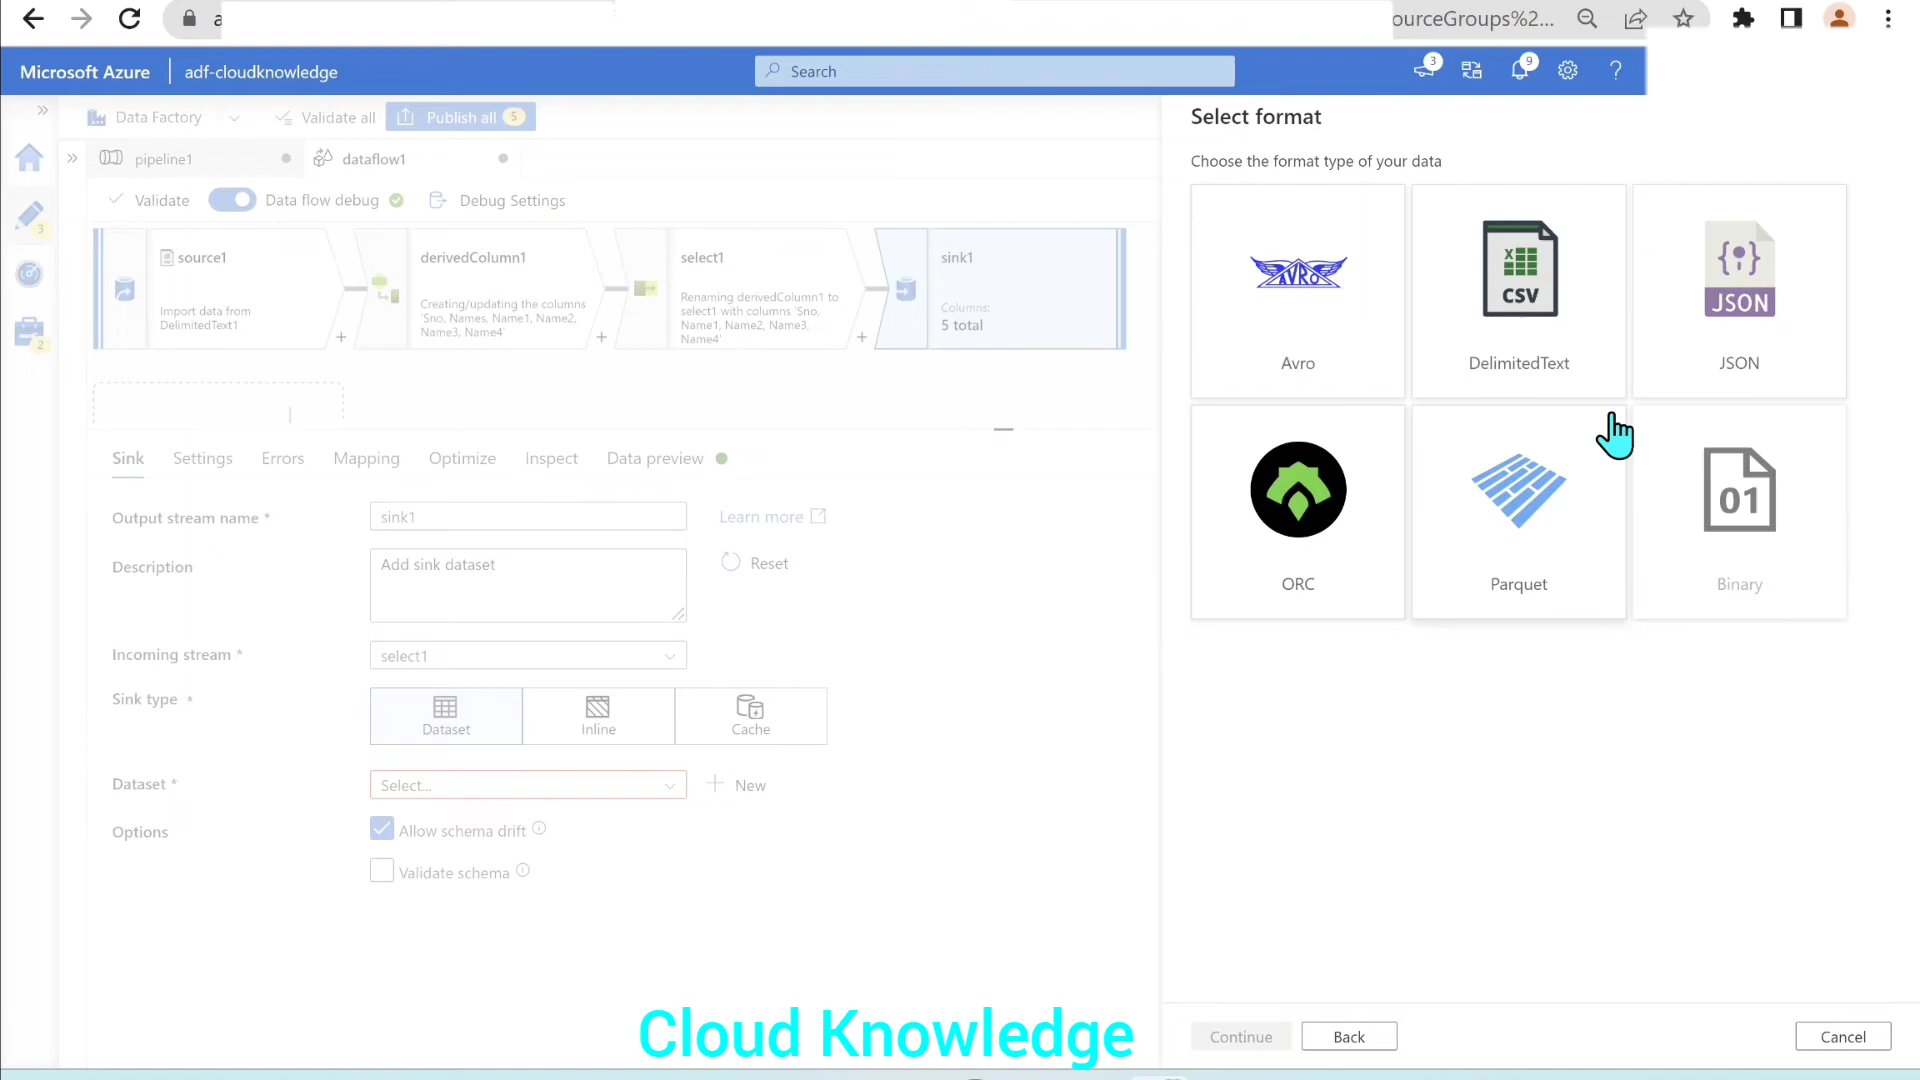 a
ourceGroups%2...
Microsoft Azure
adf-cloudknowledge
Search
3
9
Data Factory
Validate all
Publish all
5
pipeline1
dataflow1
Validate
Data flow debug
Debug Settings
3
2
source1
Import data from
DelimitedText1
derivedColumn1
Creating/updating the columns
'Sno, Names, Name1, Name2,
Name3, Name4'
select1
Renaming derivedColumn1 to
select1 with columns 'Sno,
Name1, Name2, Name3,
Name4'
sink1
Columns:
5 total
+
+
+
Sink
Settings
Errors
Mapping
Optimize
Inspect
Data preview
Output stream name *
sink1
Learn more
Description
Add sink dataset
Reset
Incoming stream *
select1
Sink type *
Dataset
Inline
Cache
Dataset *
Select...
New
Options
Allow schema drift
Validate schema
Select format
Choose the format type of your data
AVRO
Avro
CSV
DelimitedText
JSON
JSON
ORC
Parquet
01
Binary
Continue
Back
Cancel
Cloud Knowledge